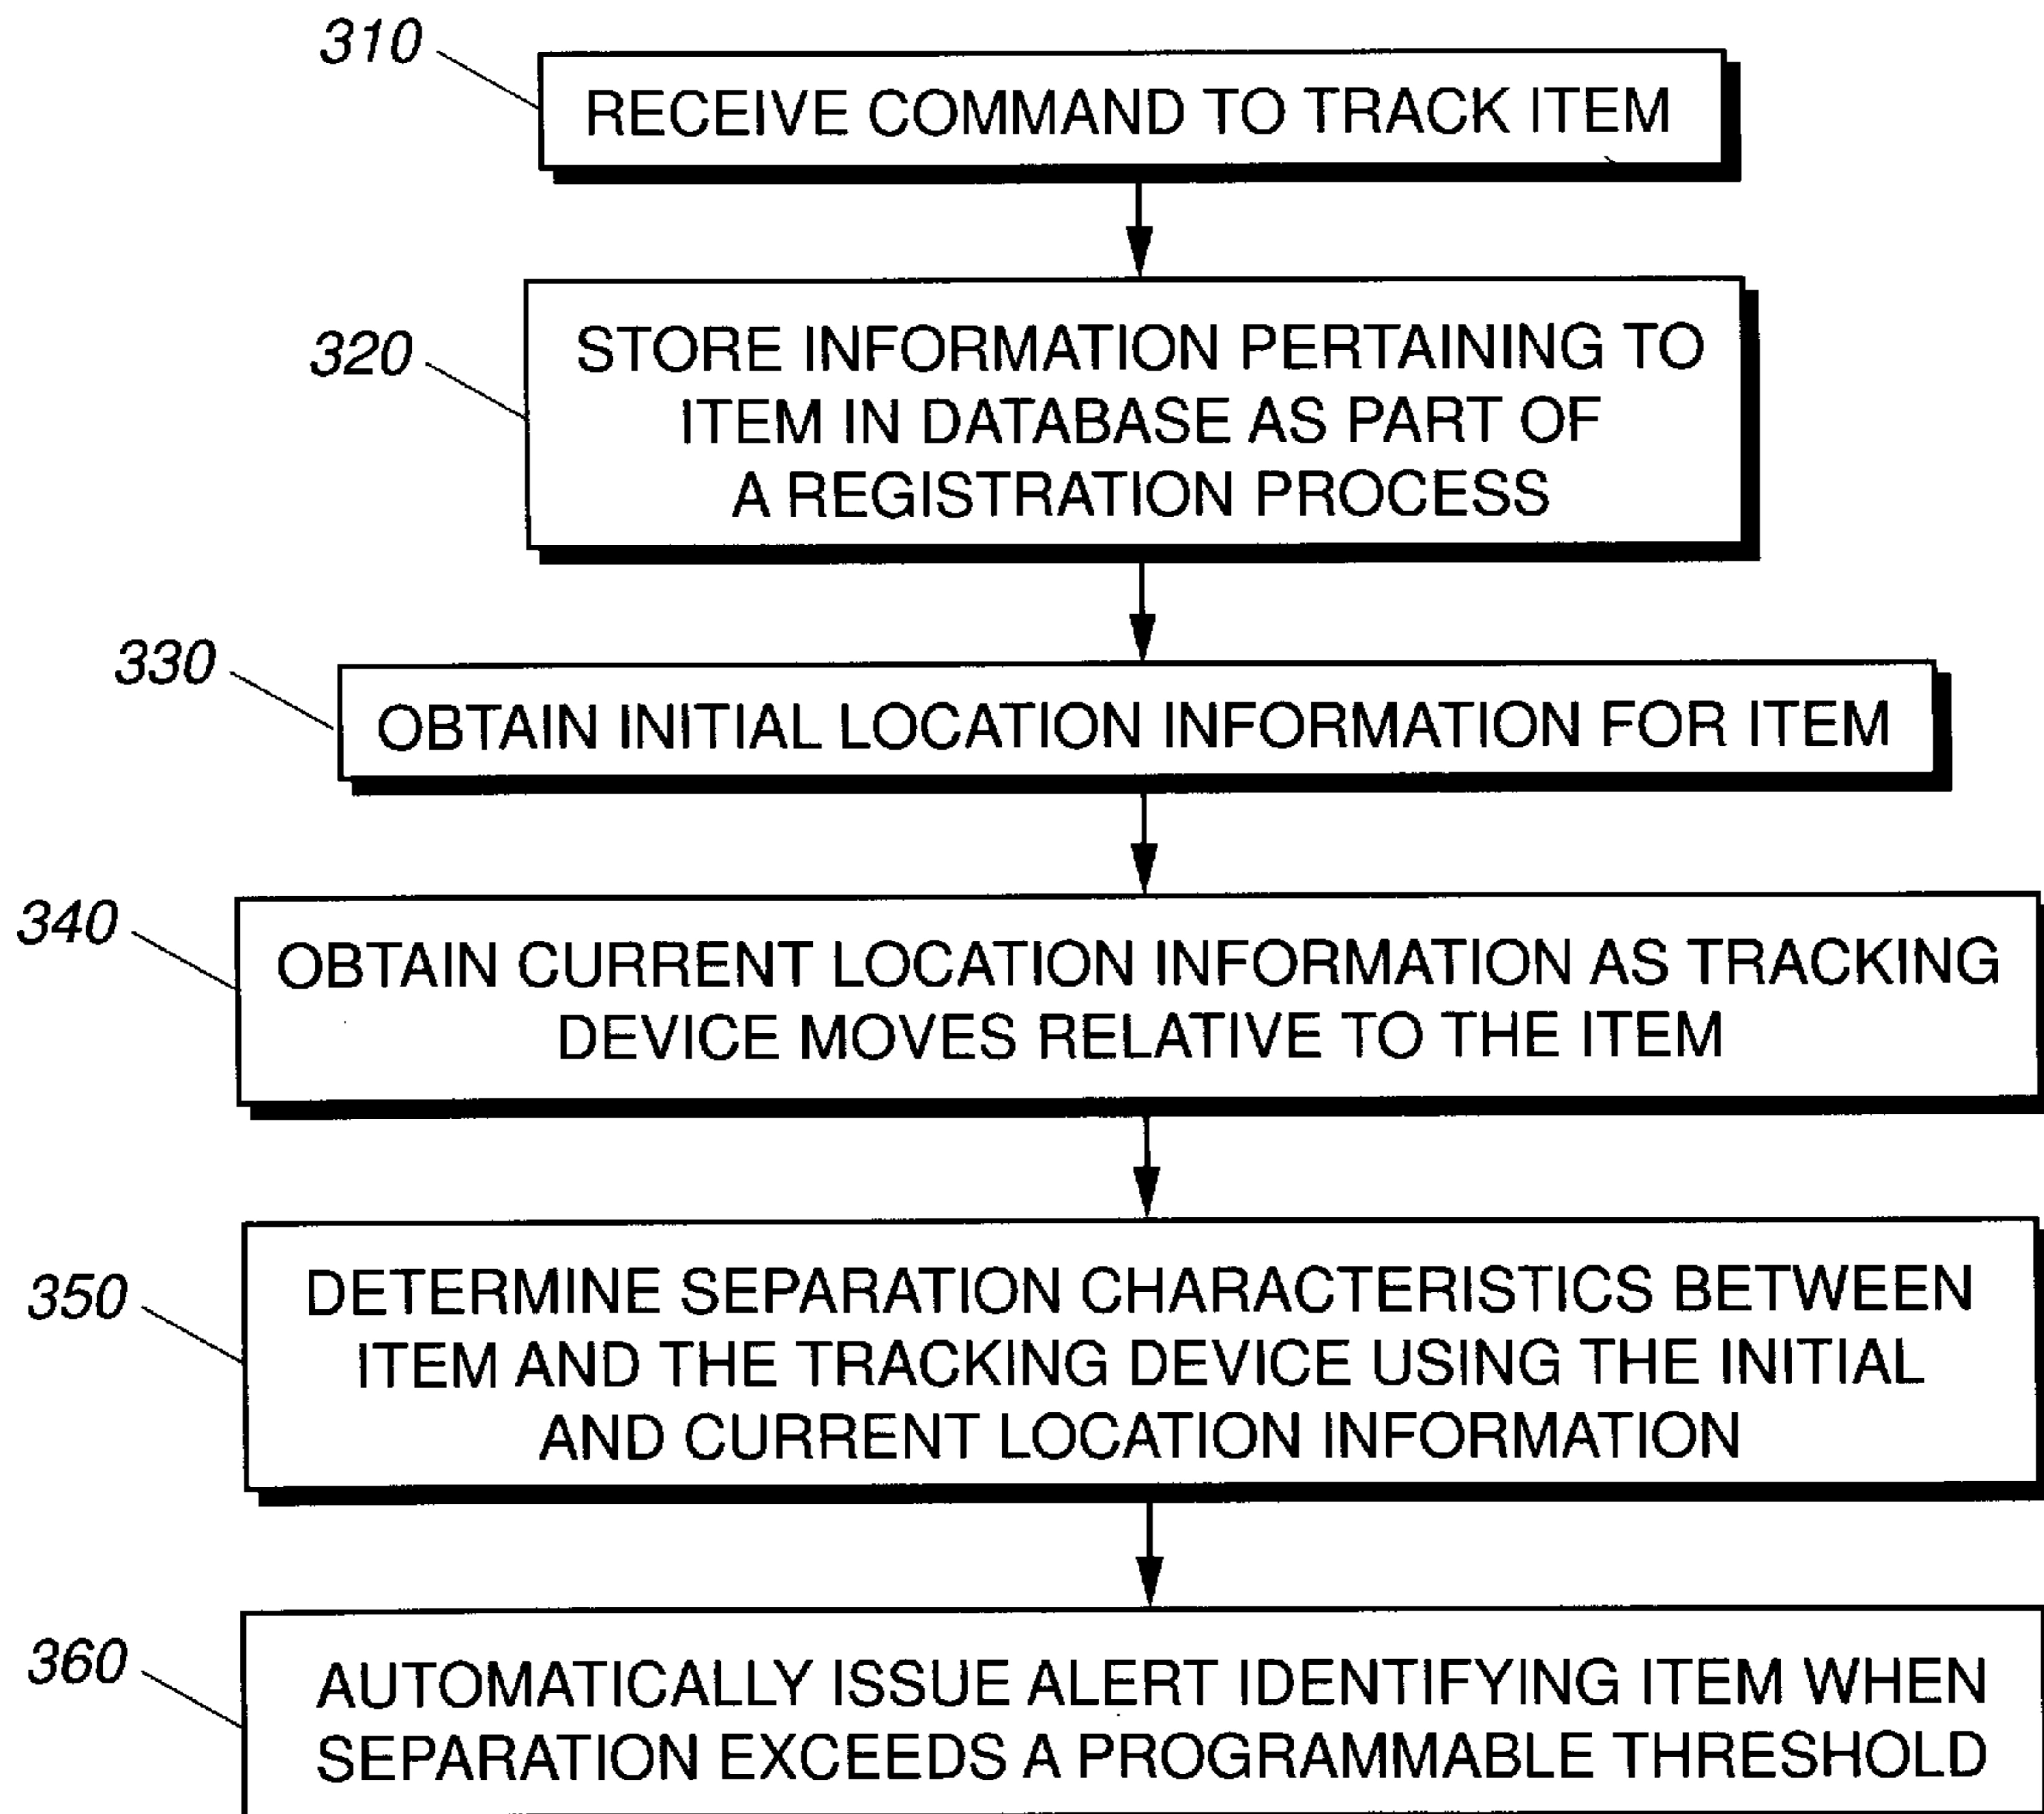 310
RECEIVE COMMAND TO TRACK ITEM
320
STORE INFORMATION PERTAINING TO
ITEM IN DATABASE AS PART OF
A REGISTRATION PROCESS
330
OBTAIN INITIAL LOCATION INFORMATION FOR ITEM
340
OBTAIN CURRENT LOCATION INFORMATION AS TRACKING
DEVICE MOVES RELATIVE TO THE ITEM
350
DETERMINE SEPARATION CHARACTERISTICS BETWEEN
ITEM AND THE TRACKING DEVICE USING THE INITIAL
AND CURRENT LOCATION INFORMATION
360
AUTOMATICALLY ISSUE ALERT IDENTIFYING ITEM WHEN
SEPARATION EXCEEDS A PROGRAMMABLE THRESHOLD